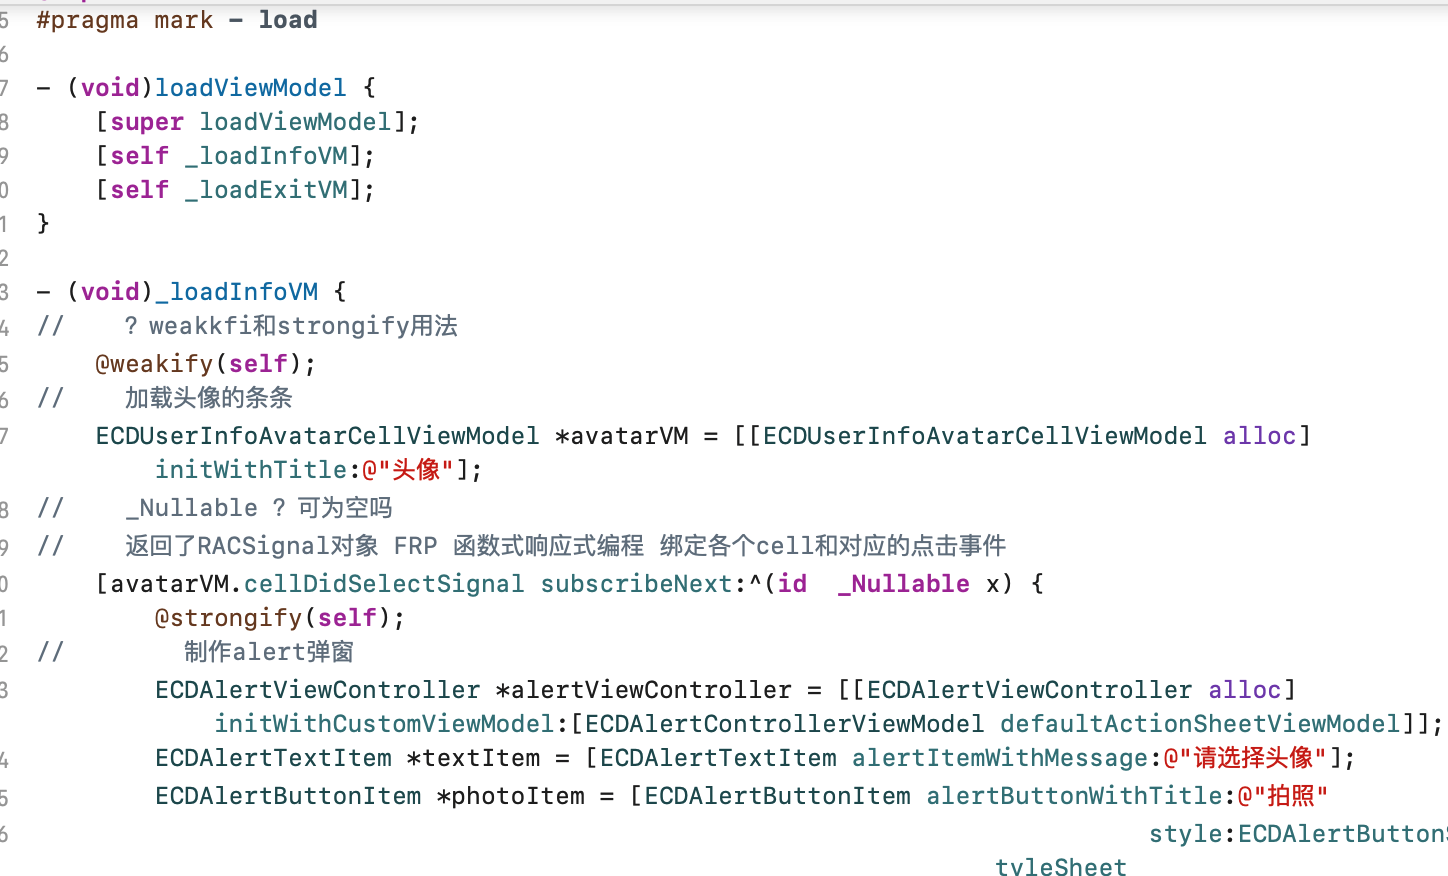 5 #pragma mark - load
6
7 - (void)loadViewModel {
8 [super loadViewModel];
9 [self _loadInfoVM];
0 [self _loadExitVM];
1 }
2
3 - (void)_loadInfoVM {
4 // ? weakkfi和strongify用法
5 @weakify(self);
6 // 加载头像的条条
7 ECDUserInfoAvatarCellViewModel *avatarVM = [[ECDUserInfoAvatarCellViewModel alloc]
initWithTitle:@"头像"];
8 // _Nullable ? 可为空吗
9 // 返回了RACSignal对象 FRP 函数式响应式编程 绑定各个cell和对应的点击事件
0 [avatarVM.cellDidSelectSignal subscribeNext:^(id _Nullable x) {
1 @strongify(self);
2 // 制作alert弹窗
3 ECDAlertViewController *alertViewController = [[ECDAlertViewController alloc]
initWithCustomViewModel:[ECDAlertControllerViewModel defaultActionSheetViewModel]];
4 ECDAlertTextItem *textItem = [ECDAlertTextItem alertItemWithMessage:@"请选择头像"];
5 ECDAlertButtonItem *photoItem = [ECDAlertButtonItem alertButtonWithTitle:@"拍照"
6 style:ECDAlertButtonS
tyleSheet